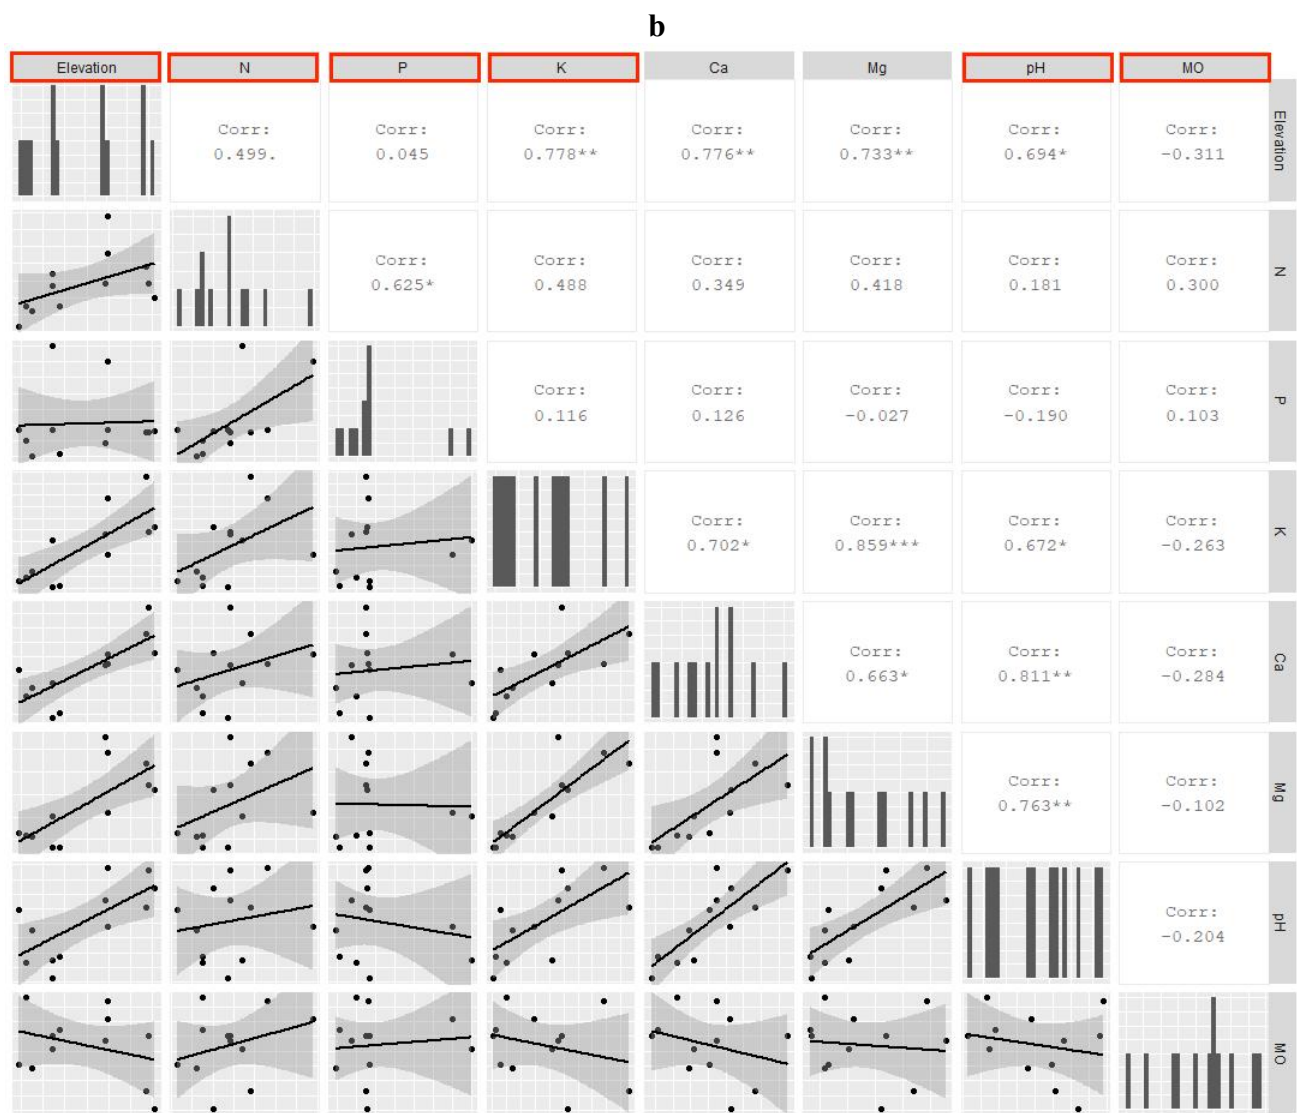 b
Elevation N P K Ca Mg pH MO
Corr: Corr: Corr: Corr: Corr: Corr: Corr:
0.499. 0.045 0.778** 0.776** 0.733** 0.694* -0.311
Elevation
Corr: Corr: Corr: Corr: Corr: Corr:
0.625* 0.488 0.349 0.418 0.181 0.300
N
Corr: Corr: Corr: Corr: Corr:
0.116 0.126 -0.027 -0.190 0.103
P
Corr: Corr: Corr: Corr:
0.702* 0.859*** 0.672* -0.263
K
Corr: Corr: Corr:
0.663* 0.811** -0.284
Ca
Corr: Corr:
0.763** -0.102
Mg
Corr:
-0.204
pH
MO